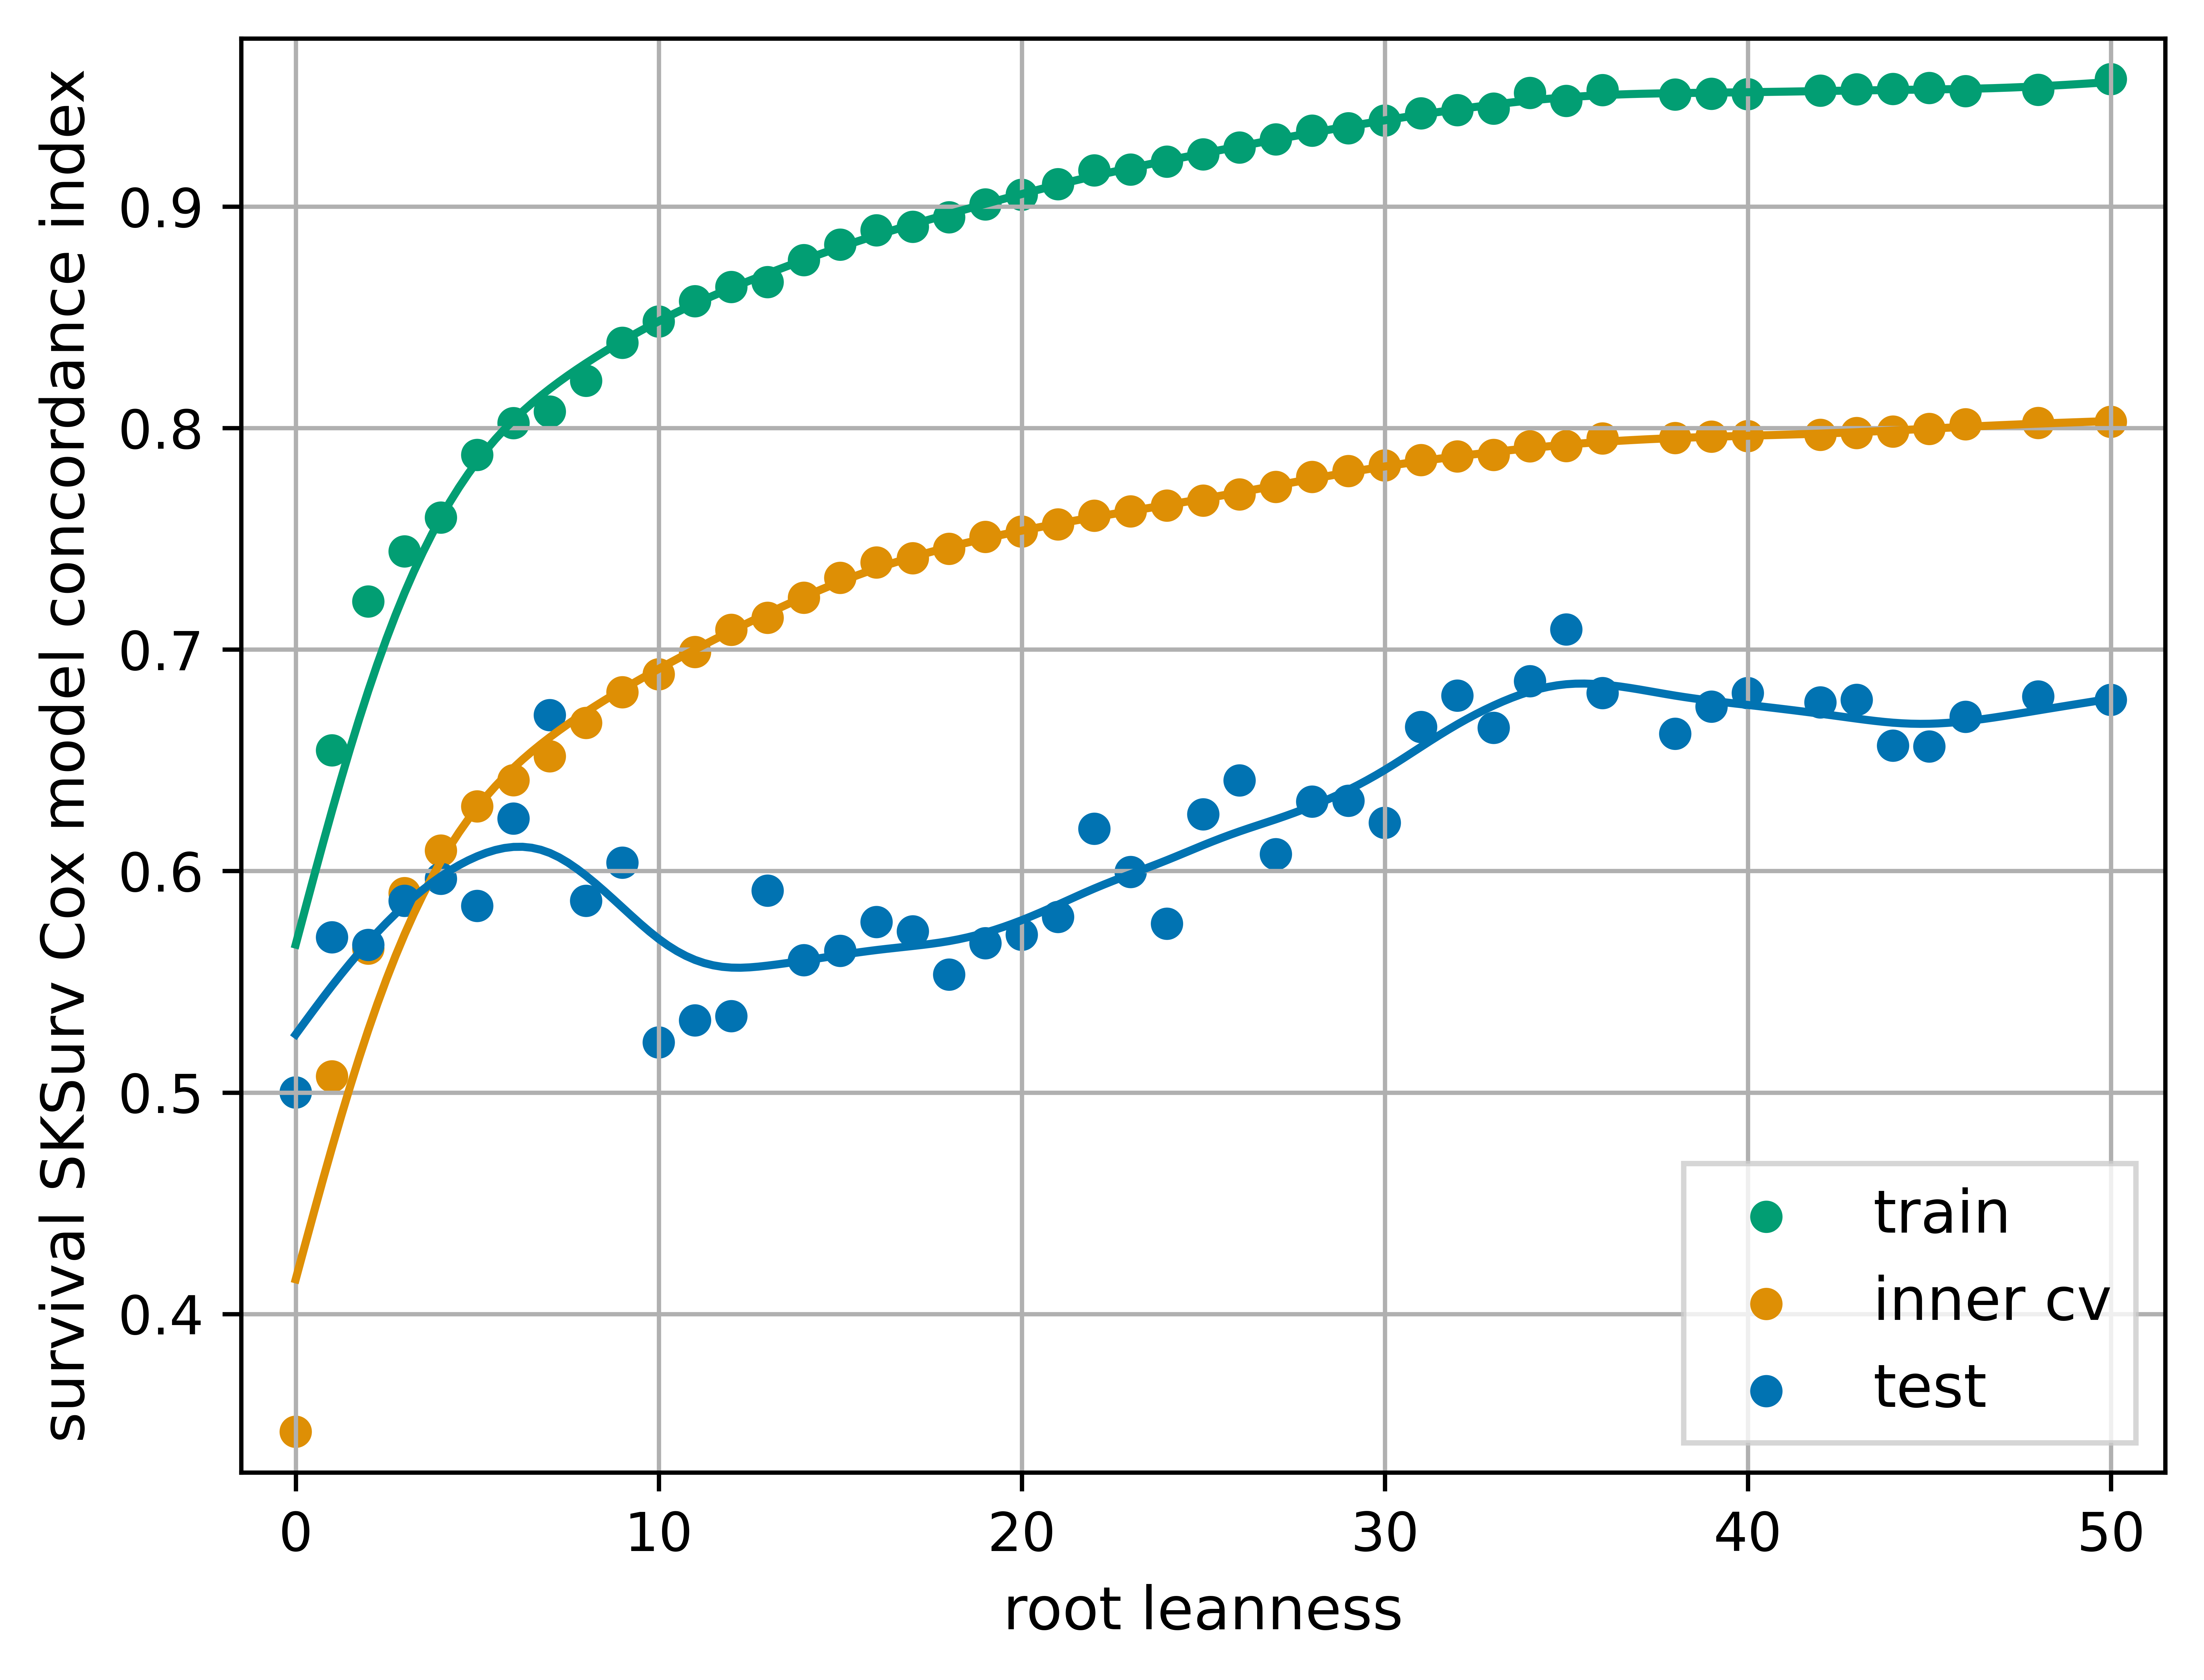 survival SKSurv Cox model concordance index
0.9
0.8
0.7
0.6
0.5
0.4
train
inner cv
test
0 10 20 30 40 50
root leanness